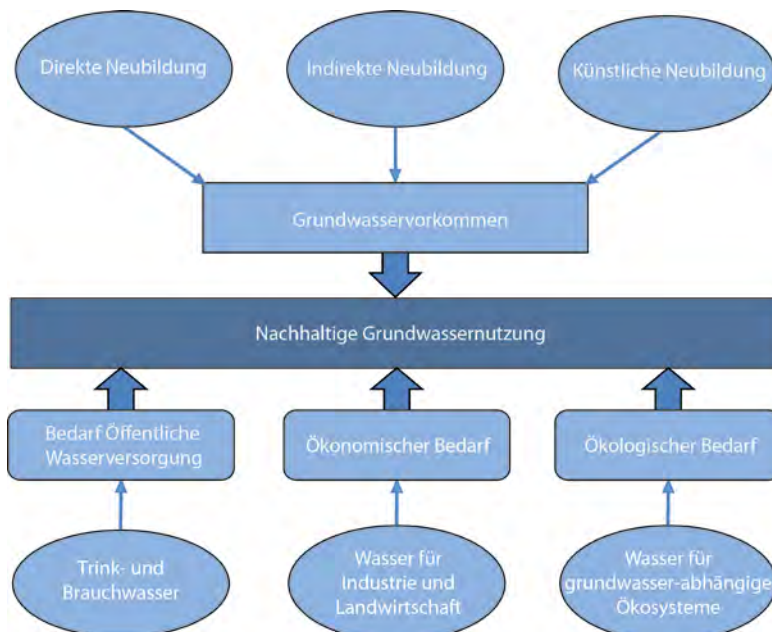 Direkte Neubildung
Indirekte Neubildung
Künstliche Neubildung
Grundwasservorkommen
Nachhaltige Grundwassernutzung
Bedarf Öffentliche
Wasserversorgung
Ökonomischer Bedarf
Ökologischer Bedarf
Trink- und
Brauchwasser
Wasser für
Industrie und
Landwirtschaft
Wasser für
grundwasser-abhängige
Ökosysteme